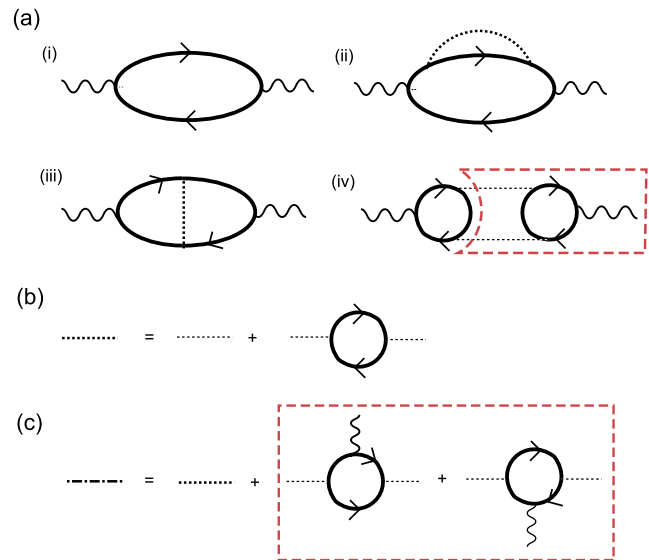 (a)
(i)
(ii)
(iii)
(iv)
(b)
= +
(c)
= + +